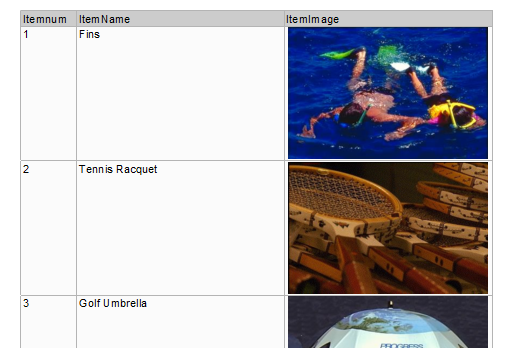 Itemnum ItemName ItemImage
1 Fins
2 Tennis Racquet
3 Golf Umbrella
PROGRESS